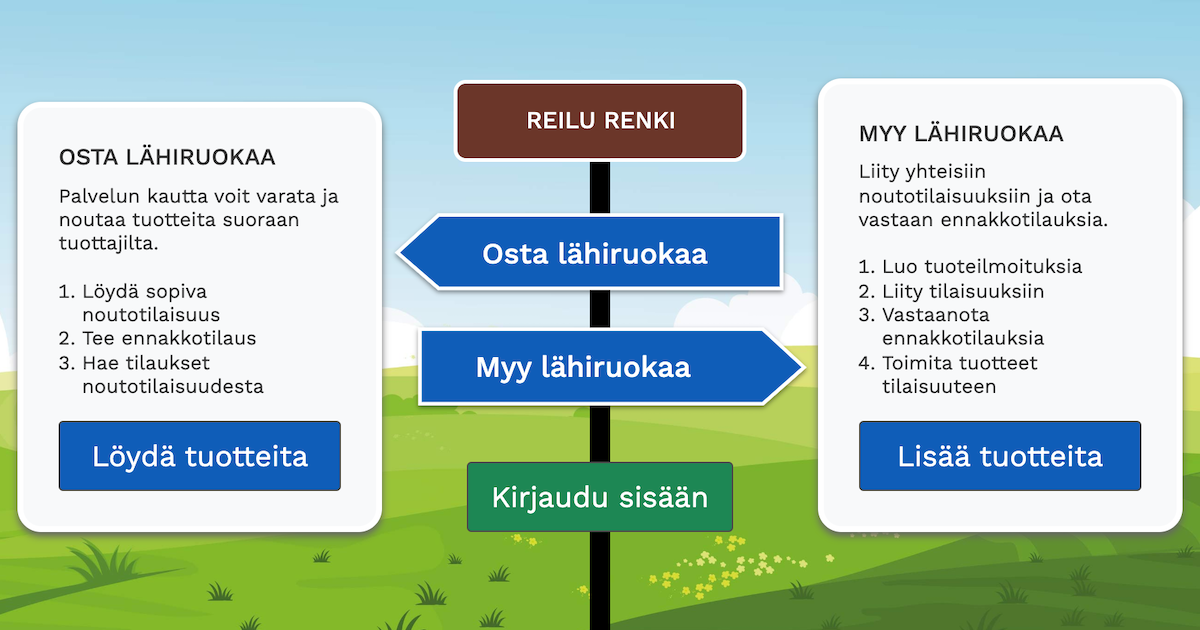 REILU RENKI
OSTA LÄHIRUOKAA
Palvelun kautta voit varata ja
noutaa tuotteita suoraan
tuottajilta.
1. Löydä sopiva
noutotilaisuus
2. Tee ennakkotilaus
3. Hae tilaukset
noutotilaisuudesta
Löydä tuotteita
Osta lähiruokaa
Myy lähiruokaa
Kirjaudu sisään
MYY LÄHIRUOKAA
Liity yhteisiin
noutotilaisuuksiin ja ota
vastaan ennakkotilauksia.
1. Luo tuoteilmoituksia
2. Liity tilaisuuksiin
3. Vastaanota
ennakkotilauksia
4. Toimita tuotteet
tilaisuuteen
Lisää tuotteita